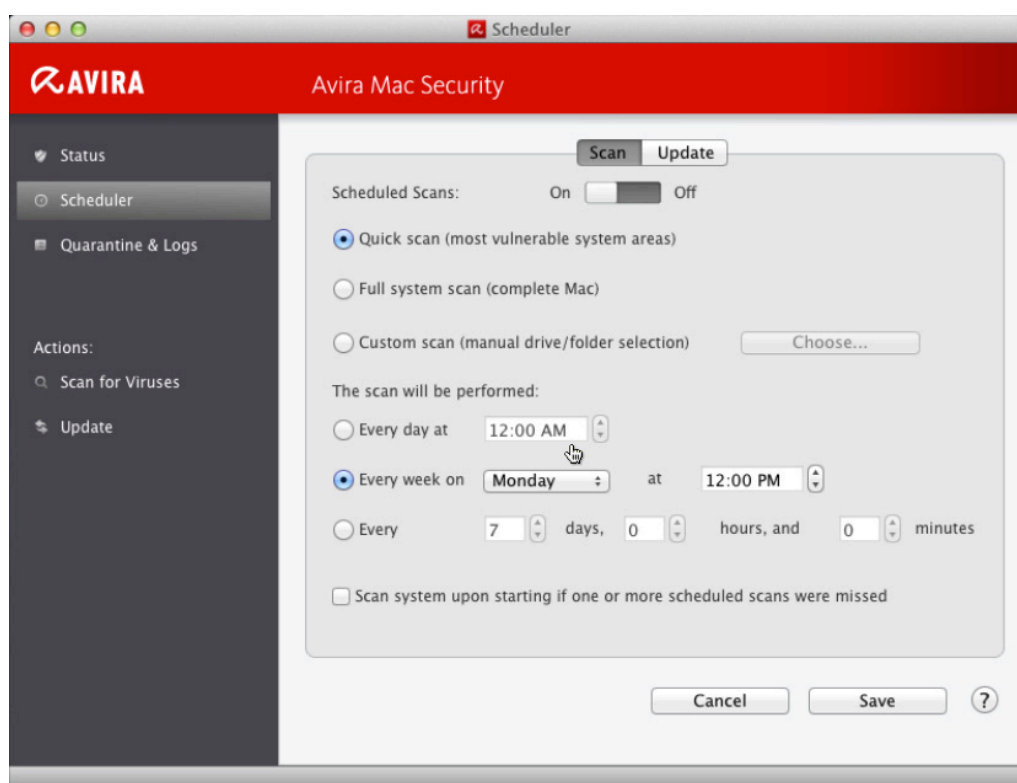 Scheduler
AVIRA
Avira Mac Security
Status
Scheduler
Quarantine & Logs
Actions:
Scan for Viruses
Update
Scan Update
Scheduled Scans: On Off
Quick scan (most vulnerable system areas)
Full system scan (complete Mac)
Custom scan (manual drive/folder selection) Choose...
The scan will be performed:
Every day at 12:00 AM
Every week on Monday at 12:00 PM
Every 7 days, 0 hours, and 0 minutes
Scan system upon starting if one or more scheduled scans were missed
Cancel Save ?